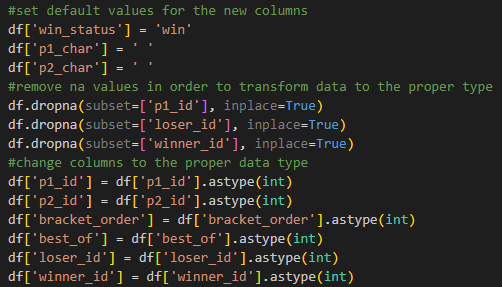 #set default values for the new columns
df['win_status'] = 'win'
df['p1_char'] = ' '
df['p2_char'] = ' '
#remove na values in order to transform data to the proper type
df.dropna(subset=['p1_id'], inplace=True)
df.dropna(subset=['loser_id'], inplace=True)
df.dropna(subset=['winner_id'], inplace=True)
#change columns to the proper data type
df['p1_id'] = df['p1_id'].astype(int)
df['p2_id'] = df['p2_id'].astype(int)
df['bracket_order'] = df['bracket_order'].astype(int)
df['best_of'] = df['best_of'].astype(int)
df['loser_id'] = df['loser_id'].astype(int)
df['winner_id'] = df['winner_id'].astype(int)